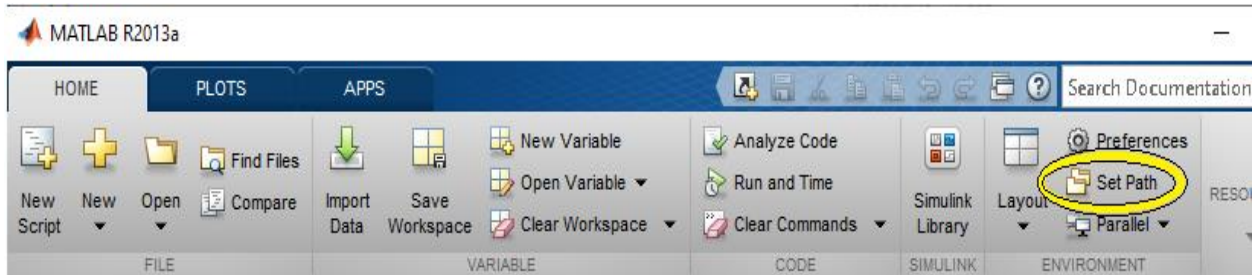 MATLAB R2013a
HOME PLOTS APPS Search Documentation
New Script
New
Open
Find Files
Compare
Import Data
Save Workspace
New Variable
Open Variable
Clear Workspace
Analyze Code
Run and Time
Clear Commands
Simulink Library
Layout
Preferences
Set Path
Parallel
FILE VARIABLE CODE SIMULINK ENVIRONMENT